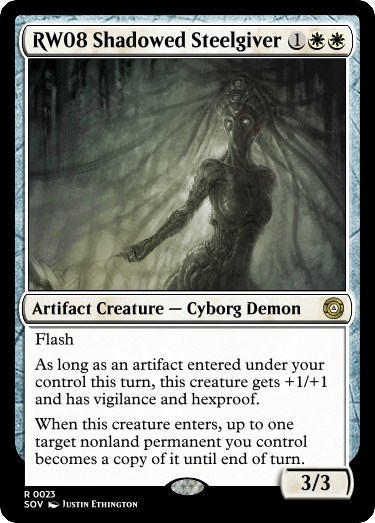 RW08 Shadowed Steelgiver 1
Artifact Creature — Cyborg Demon
Flash
As long as an artifact entered under your
control this turn, this creature gets +1/+1
and has vigilance and hexproof.
When this creature enters, up to one
target nonland permanent you control
becomes a copy of it until end of turn.
3/3
R 0023
SOV Justin Ethington